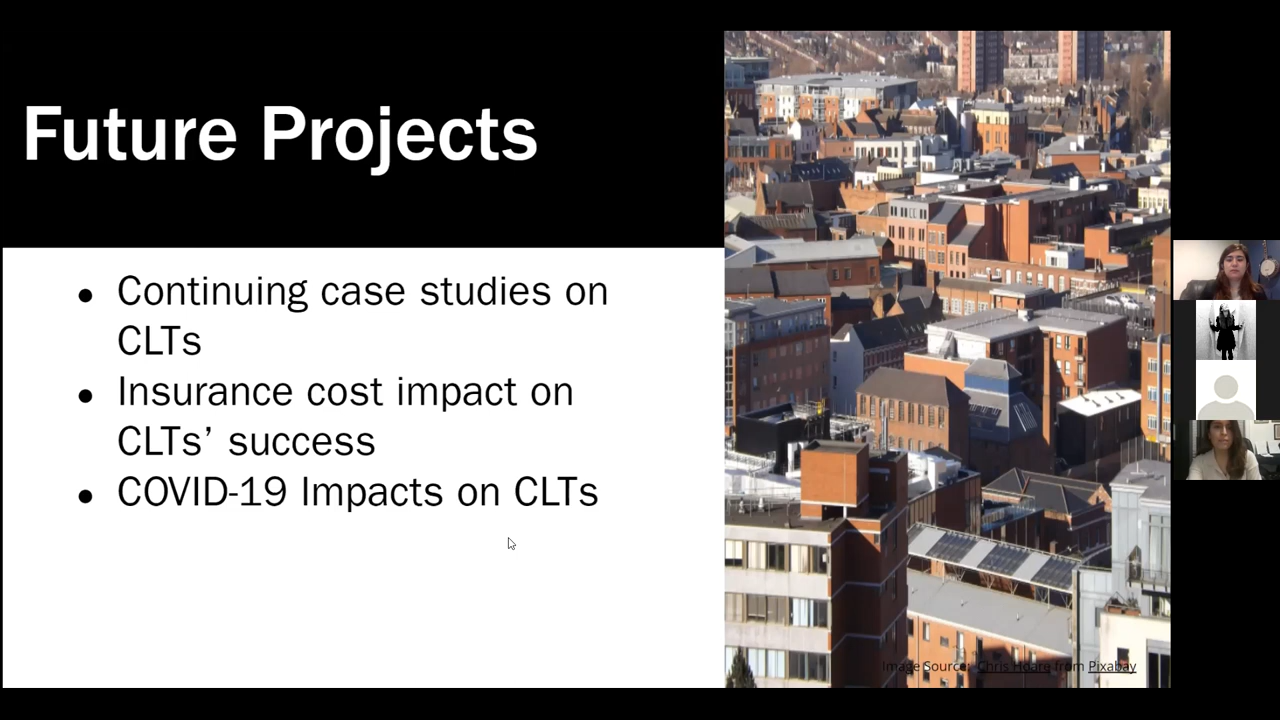 Future Projects
● Continuing case studies on
CLTs
● Insurance cost impact on
CLTs’ success
● COVID-19 Impacts on CLTs
Image Source: Chris Hoare from Pixabay